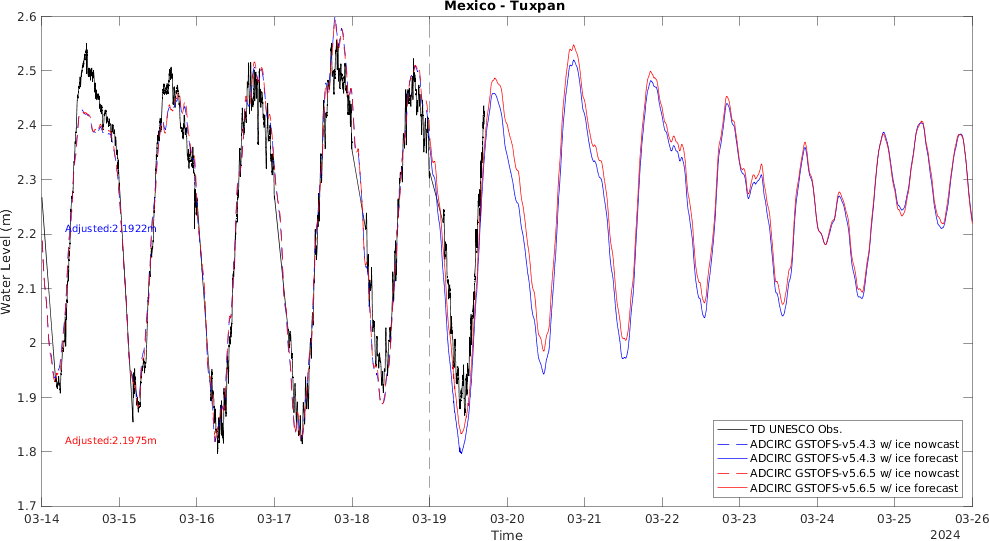 Mexico - Tuxpan
2.6
2.5
2.4
2.3
2.2
2.1
2
1.9
1.8
1.7
Water Level (m)
Adjusted:2.1922m
Adjusted:2.1975m
TD UNESCO Obs.
ADCIRC GSTOFS-v5.4.3 w/ ice nowcast
ADCIRC GSTOFS-v5.4.3 w/ ice forecast
ADCIRC GSTOFS-v5.6.5 w/ ice nowcast
ADCIRC GSTOFS-v5.6.5 w/ ice forecast
03-14 03-15 03-16 03-17 03-18 03-19 03-20 03-21 03-22 03-23 03-24 03-25 03-26
Time
2024